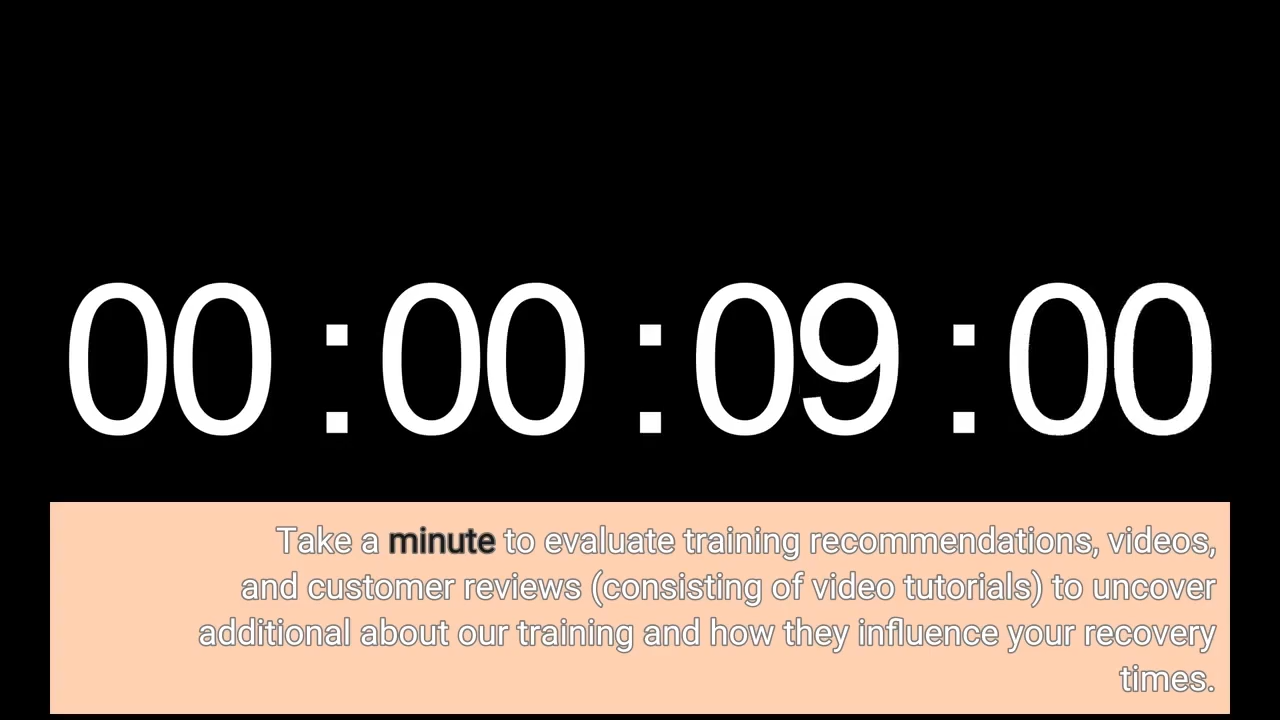 00:00:09:00
Take a minute to evaluate training recommendations, videos,
and customer reviews (consisting of video tutorials) to uncover
additional about our training and how they influence your recovery
times.